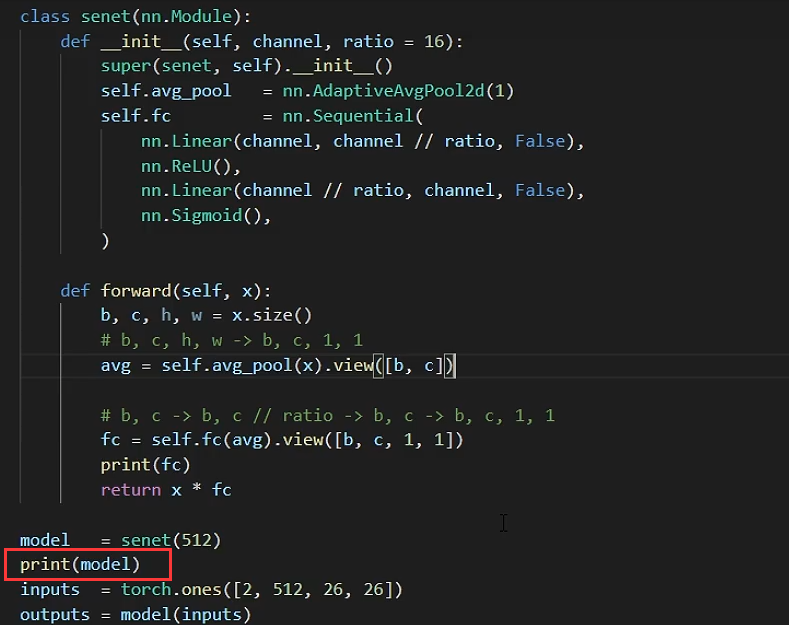 class senet(nn.Module):
    def __init__(self, channel, ratio = 16):
        super(senet, self).__init__()
        self.avg_pool   = nn.AdaptiveAvgPool2d(1)
        self.fc         = nn.Sequential(
            nn.Linear(channel, channel // ratio, False),
            nn.ReLU(),
            nn.Linear(channel // ratio, channel, False),
            nn.Sigmoid(),
        )
    def forward(self, x):
        b, c, h, w = x.size()
        # b, c, h, w -> b, c, 1, 1
        avg = self.avg_pool(x).view([b, c])
        # b, c -> b, c // ratio -> b, c -> b, c, 1, 1
        fc = self.fc(avg).view([b, c, 1, 1])
        print(fc)
        return x * fc
model   = senet(512)
print(model)
inputs  = torch.ones([2, 512, 26, 26])
outputs = model(inputs)